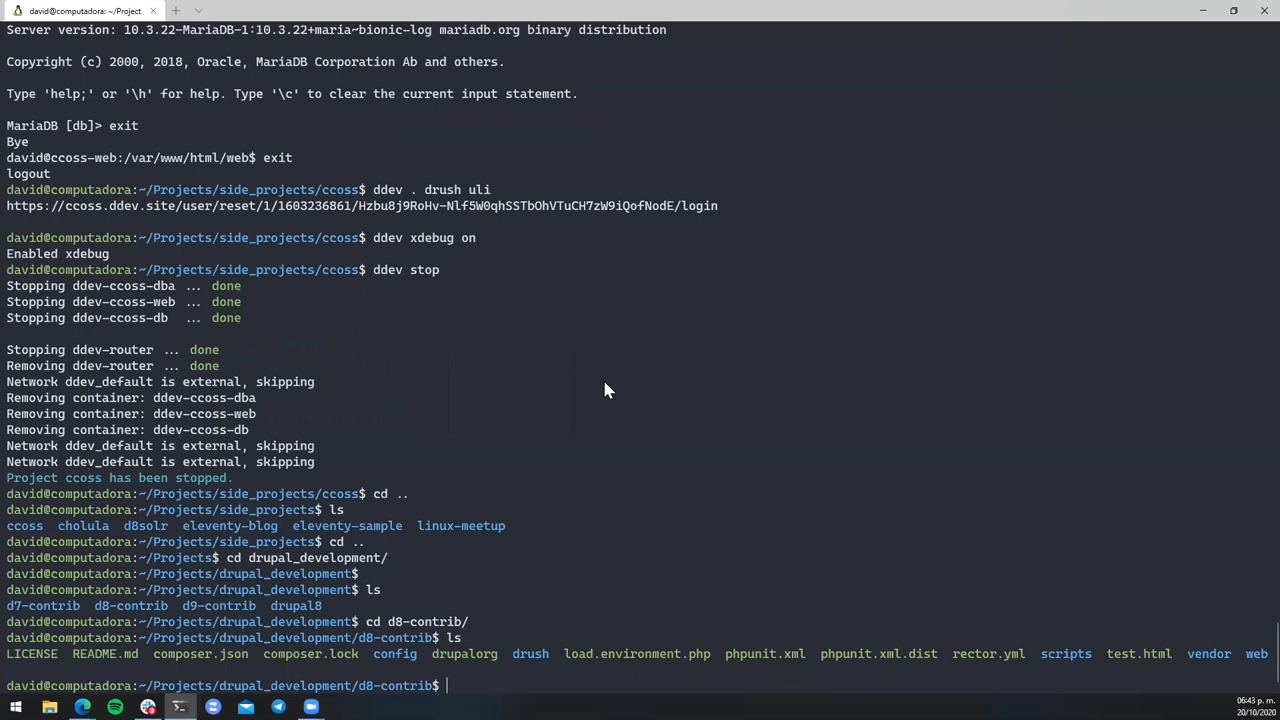 david@computadora: ~/Project
Server version: 10.3.22-MariaDB-1:10.3.22+maria~bionic-log mariadb.org binary distribution
Copyright (c) 2000, 2018, Oracle, MariaDB Corporation Ab and others.
Type 'help;' or '\h' for help. Type '\c' to clear the current input statement.
MariaDB [db]> exit
Bye
david@ccoss-web:/var/www/html/web$ exit
logout
david@computadora:~/Projects/side_projects/ccoss$ ddev . drush uli
https://ccoss.ddev.site/user/reset/1/1603236861/Hzbu8j9RoHv-Nlf5W0qhSSTbOhVTuCH7zW9iQofNodE/login
david@computadora:~/Projects/side_projects/ccoss$ ddev xdebug on
Enabled xdebug
david@computadora:~/Projects/side_projects/ccoss$ ddev stop
Stopping ddev-ccoss-dba ... done
Stopping ddev-ccoss-web ... done
Stopping ddev-ccoss-db ... done
Stopping ddev-router ... done
Removing ddev-router ... done
Network ddev_default is external, skipping
Removing container: ddev-ccoss-dba
Removing container: ddev-ccoss-web
Removing container: ddev-ccoss-db
Network ddev_default is external, skipping
Network ddev_default is external, skipping
Project ccoss has been stopped.
david@computadora:~/Projects/side_projects/ccoss$ cd ..
david@computadora:~/Projects/side_projects$ ls
ccoss cholula d8solr eleventy-blog eleventy-sample linux-meetup
david@computadora:~/Projects/side_projects$ cd ..
david@computadora:~/Projects$ cd drupal_development/
david@computadora:~/Projects/drupal_development$
david@computadora:~/Projects/drupal_development$ ls
d7-contrib d8-contrib d9-contrib drupal8
david@computadora:~/Projects/drupal_development$ cd d8-contrib/
david@computadora:~/Projects/drupal_development/d8-contrib$ ls
LICENSE README.md composer.json composer.lock config drupalorg drush load.environment.php phpunit.xml phpunit.xml.dist rector.yml scripts test.html vendor web
david@computadora:~/Projects/drupal_development/d8-contrib$
06:43 p. m.
20/10/2020